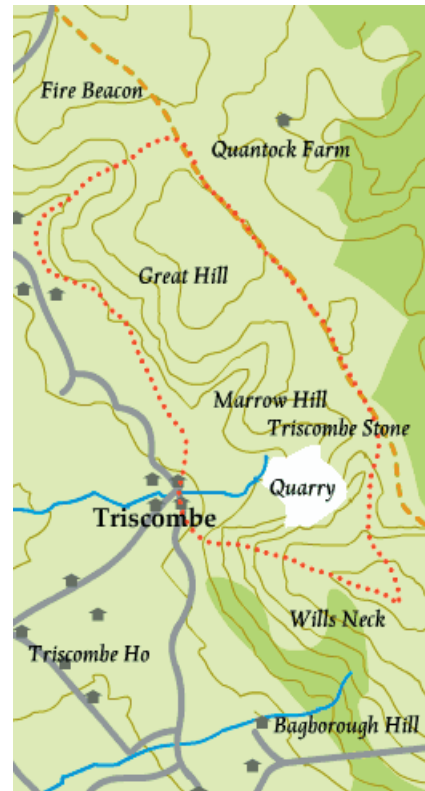 Fire Beacon
Quantock Farm
Great Hill
Marrow Hill
Triscombe Stone
Quarry
Triscombe
Wills Neck
Triscombe Ho
Bagborough Hill